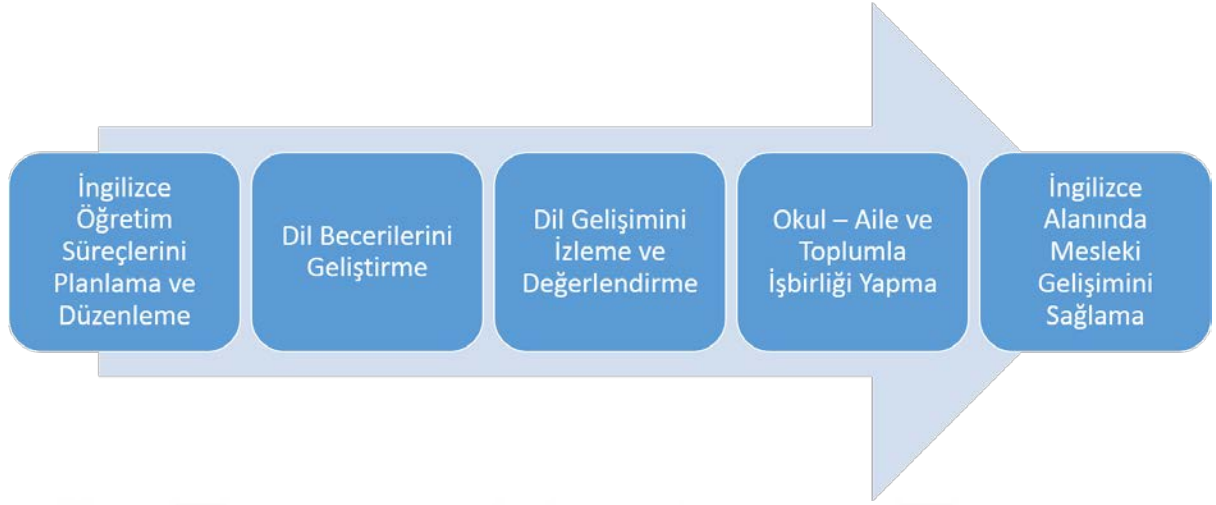 İngilizce
Öğretim
Süreçlerini
Planlama ve
Düzenleme
Dil Becerilerini
Geliştirme
Dil Gelişimini
İzleme ve
Değerlendirme
Okul – Aile ve
Toplumla
İşbirliği Yapma
İngilizce
Alanında
Mesleki
Gelişimini
Sağlama